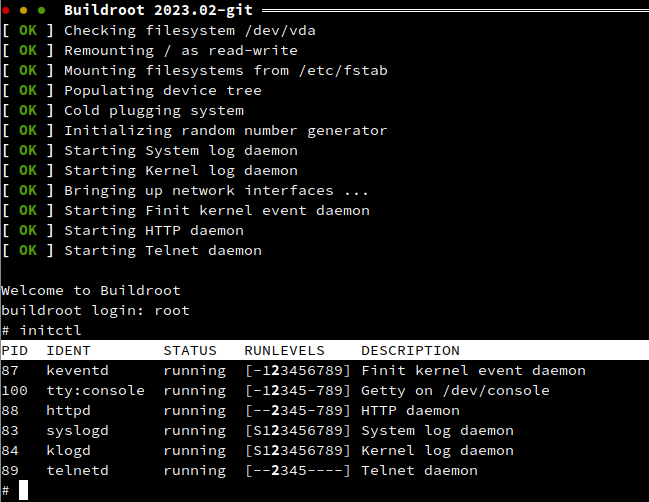 Buildroot 2023.02-git
[ OK ] Checking filesystem /dev/vda
[ OK ] Remounting / as read-write
[ OK ] Mounting filesystems from /etc/fstab
[ OK ] Populating device tree
[ OK ] Cold plugging system
[ OK ] Initializing random number generator
[ OK ] Starting System log daemon
[ OK ] Starting Kernel log daemon
[ OK ] Bringing up network interfaces ...
[ OK ] Starting Finit kernel event daemon
[ OK ] Starting HTTP daemon
[ OK ] Starting Telnet daemon
Welcome to Buildroot
buildroot login: root
# initctl
PID  IDENT        STATUS   RUNLEVELS    DESCRIPTION
87   keventd      running  [-123456789] Finit kernel event daemon
100  tty:console  running  [-12345-789] Getty on /dev/console
88   httpd        running  [--2345-789] HTTP daemon
83   syslogd      running  [S123456789] System log daemon
84   klogd        running  [S123456789] Kernel log daemon
89   telnetd      running  [--2345----] Telnet daemon
#